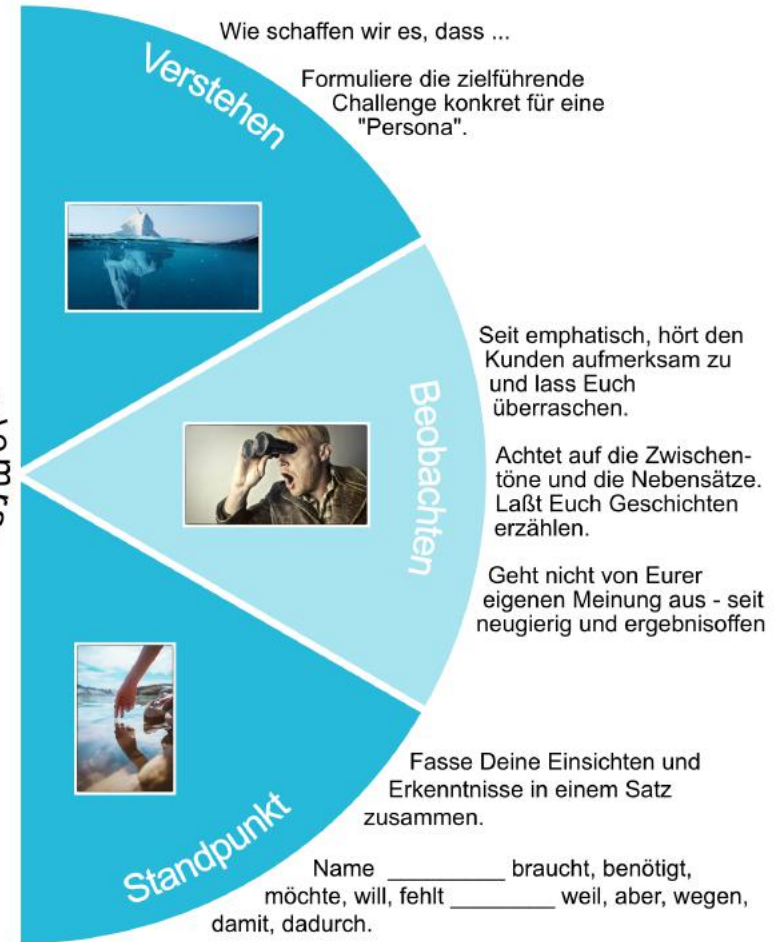 Wie schaffen wir es, dass ...
Verstehen
Formuliere die zielführende
Challenge konkret für eine
"Persona".
Seit emphatisch, hört den
Kunden aufmerksam zu
und lass Euch
überraschen.
Beobachten
Achtet auf die Zwischen-
töne und die Nebensätze.
Laßt Euch Geschichten
erzählen.
Geht nicht von Eurer
eigenen Meinung aus - seit
neugierig und ergebnisoffen
Standpunkt
Fasse Deine Einsichten und
Erkenntnisse in einem Satz
zusammen.
Name __________ braucht, benötigt,
möchte, will, fehlt _________ weil, aber, wegen,
damit, dadurch.